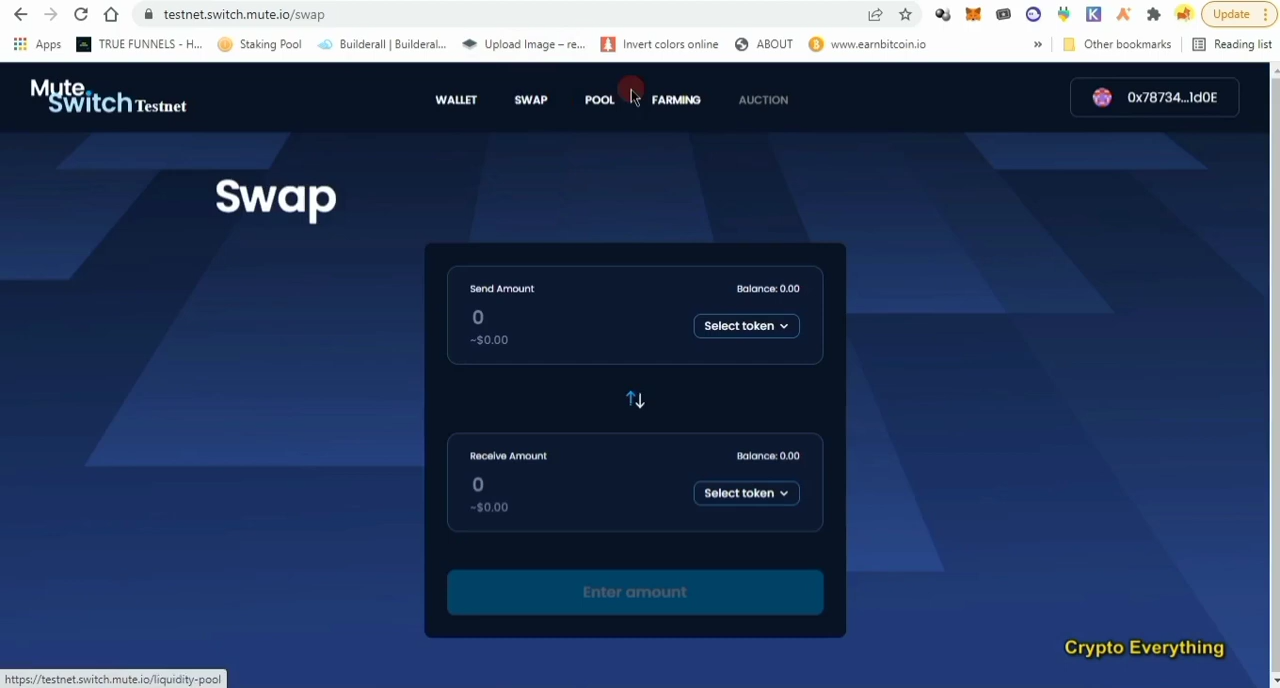 testnet.switch.mute.io/swap
Update
Apps
TRUE FUNNELS - H...
Staking Pool
Builderall | Builderal...
Upload Image – re...
Invert colors online
ABOUT
www.earnbitcoin.io
»
Other bookmarks
Reading list
Mute
Switch Testnet
WALLET
SWAP
POOL
FARMING
AUCTION
0x78734...1d0E
Swap
Send Amount
Balance: 0.00
0
Select token
~$0.00
Receive Amount
Balance: 0.00
0
Select token
~$0.00
Enter amount
Crypto Everything
https://testnet.switch.mute.io/liquidity-pool